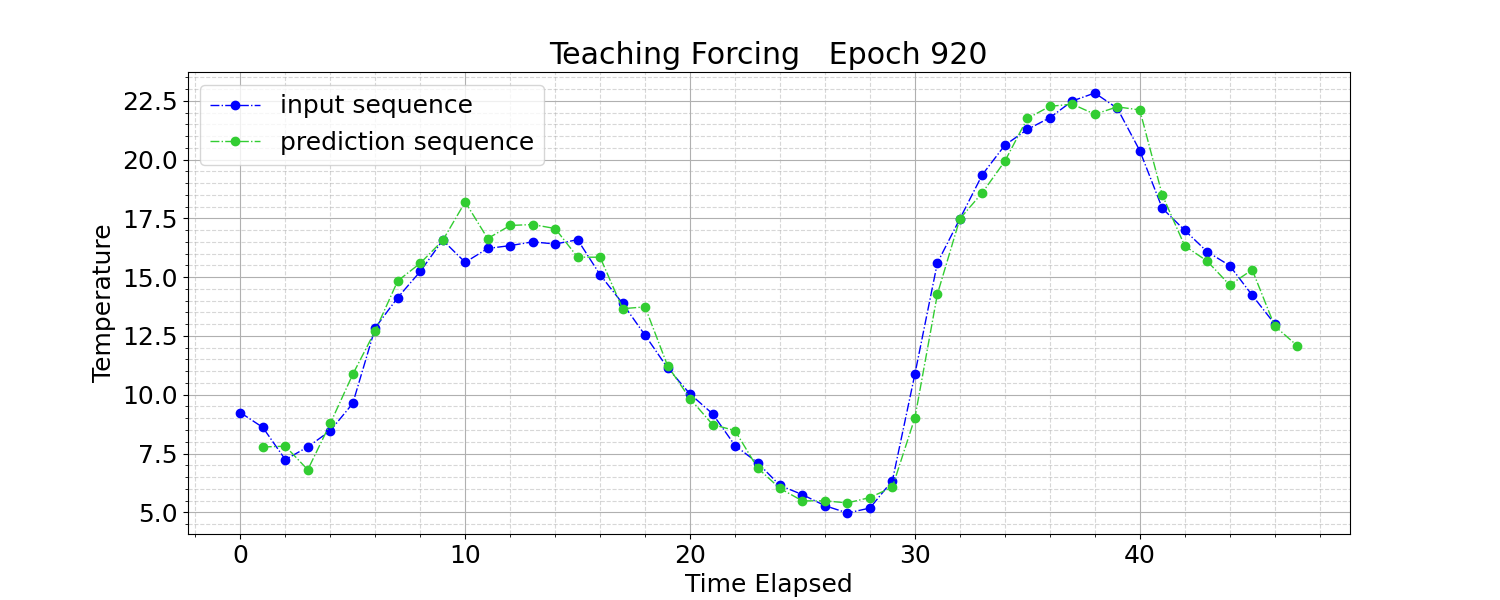 Teaching Forcing   Epoch 920
input sequence
prediction sequence
22.5
20.0
17.5
15.0
12.5
10.0
7.5
5.0
Temperature
0 10 20 30 40
Time Elapsed